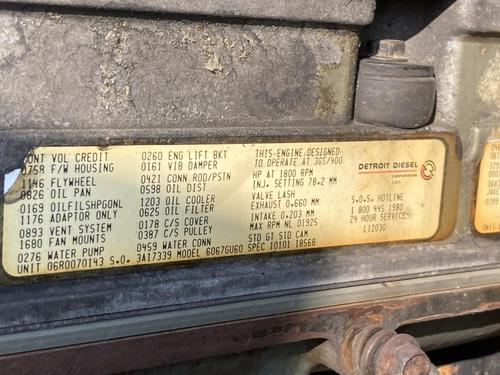 CONT VOL CREDIT
0758 F/W HOUSING
1146 FLYWHEEL
0626 OIL PAN
0169 OILFILSHPGONL
1176 ADAPTOR ONLY
0893 VENT SYSTEM
1680 FAN MOUNTS
0276 WATER PUMP
0260 ENG LIFT BKT
0161 VIB DAMPER
0421 CONN ROD/PSTN
0598 OIL DIST
1203 OIL COOLER
0625 OIL FILTER
0178 C/S COVER
0387 C/S PULLEY
0459 WATER CONN
THIS ENGINE DESIGNED
TO OPERATE AT 365/400
HP AT 1800 RPM
INJ. SETTING 78.2 MM
VALVE LASH
EXHAUST 0.660 MM
INTAKE 0.203 MM
MAX RPM NL 01925
STD GT STD CAM
UNIT 06R0070143 S.O. 3A17339 MODEL 6067GU60 SPEC 10101 18568
DETROIT DIESEL
CORPORATION
U.S.A.
S.O.S HOTLINE
1 800 445 1980
24 HOUR SERVICE
L12030